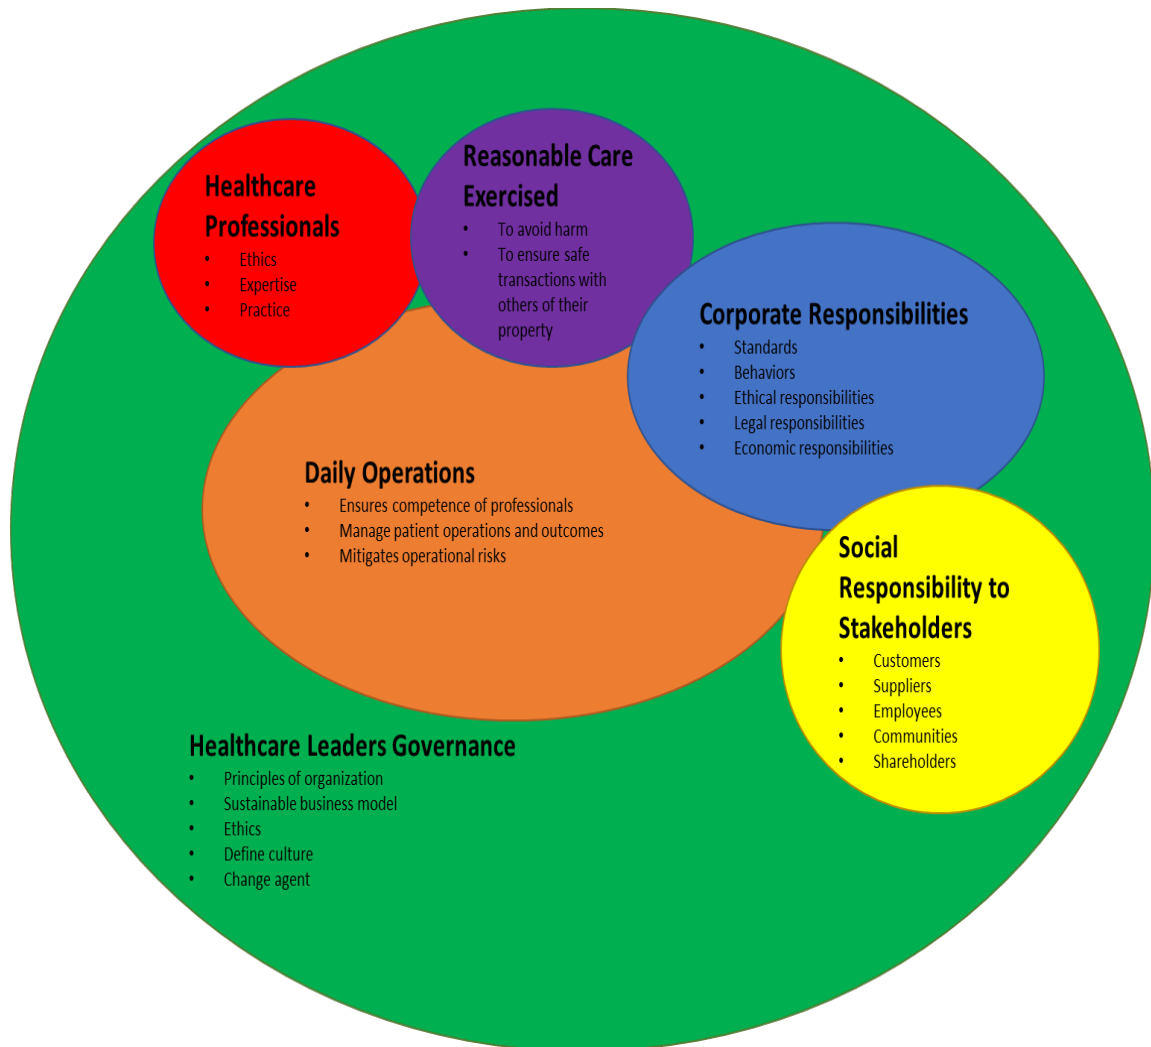 Healthcare
Professionals
• Ethics
• Expertise
• Practice
Reasonable Care
Exercised
• To avoid harm
• To ensure safe
transactions with
others of their
property
Corporate Responsibilities
• Standards
• Behaviors
• Ethical responsibilities
• Legal responsibilities
• Economic responsibilities
Daily Operations
• Ensures competence of professionals
• Manage patient operations and outcomes
• Mitigates operational risks
Social
Responsibility to
Stakeholders
• Customers
• Suppliers
• Employees
• Communities
• Shareholders
Healthcare Leaders Governance
• Principles of organization
• Sustainable business model
• Ethics
• Define culture
• Change agent